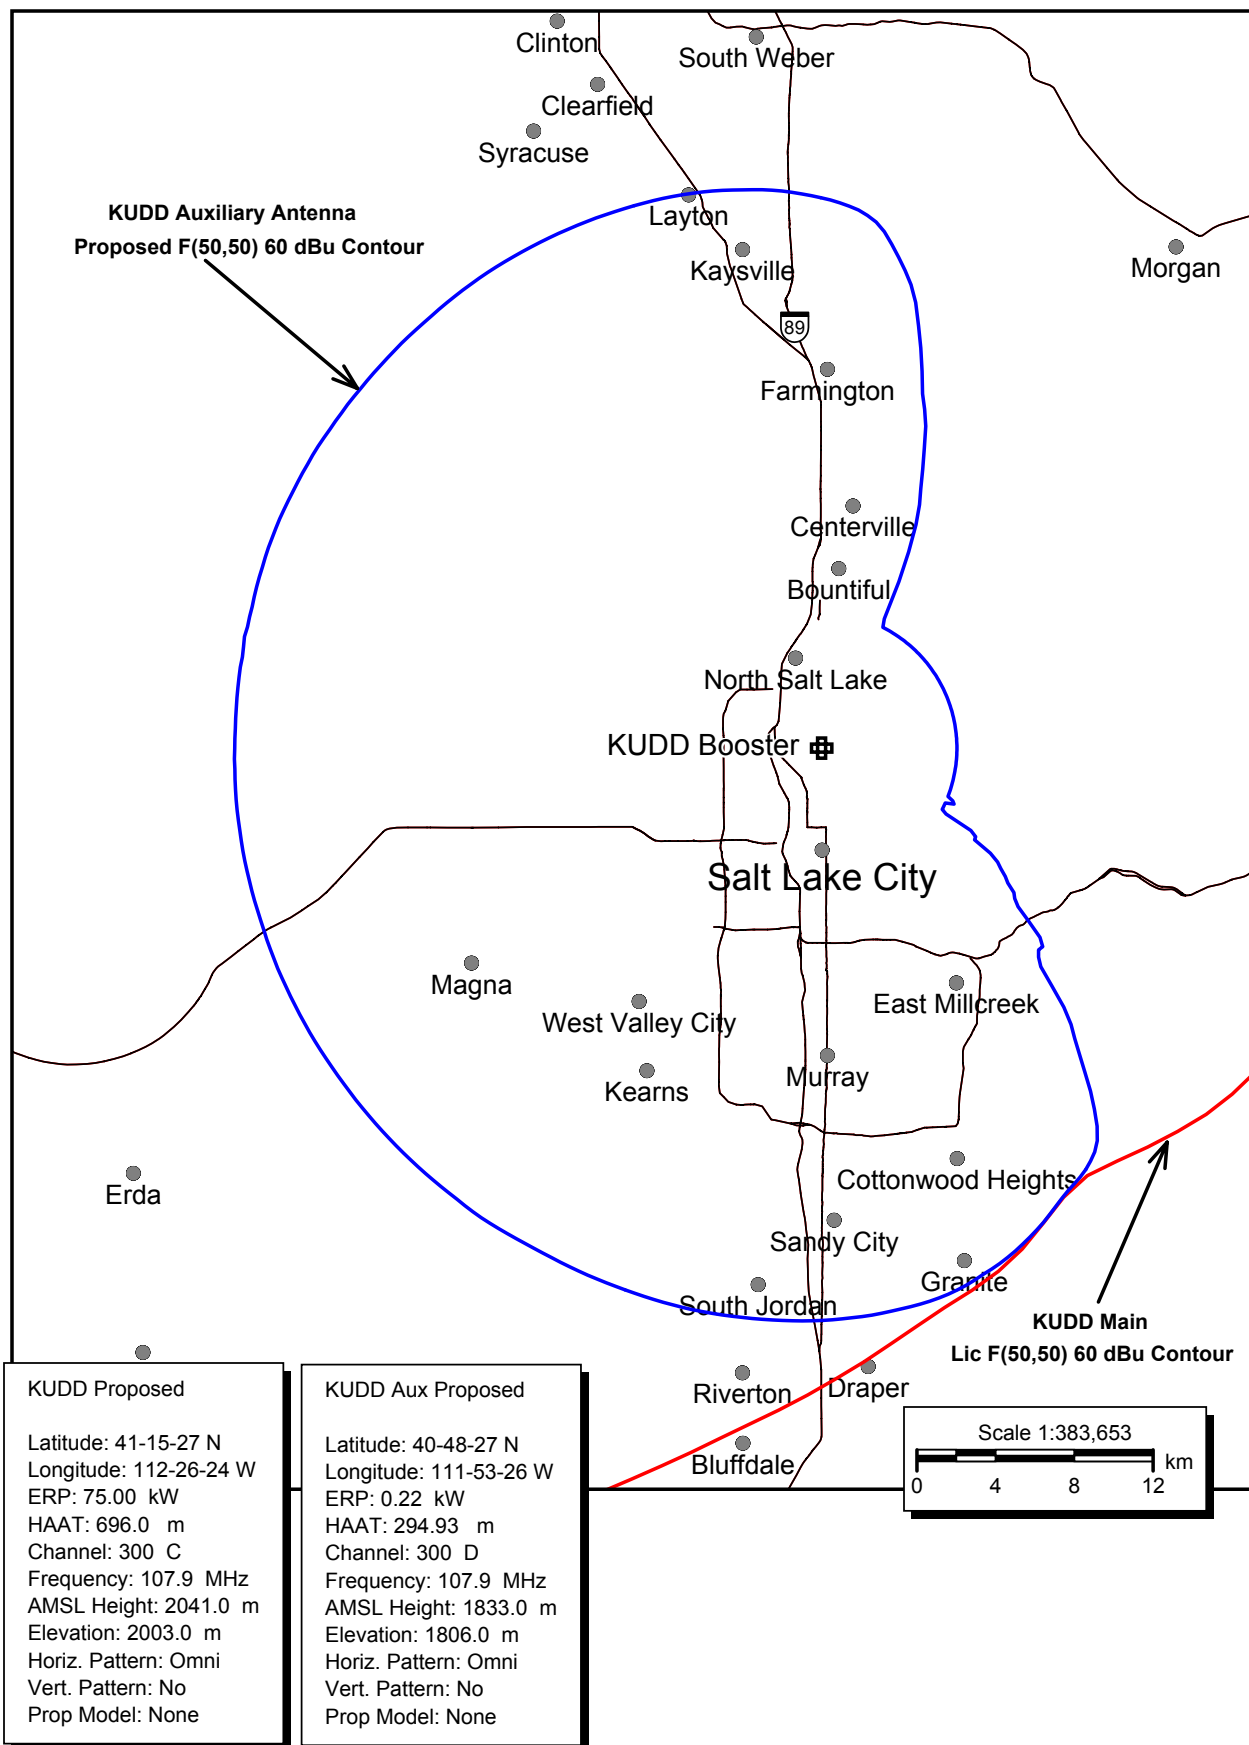 Clinton
South Weber
Clearfield
Syracuse
KUDD Auxiliary Antenna
Proposed F(50,50) 60 dBu Contour
Layton
Kaysville
Morgan
89
Farmington
Centerville
Bountiful
North Salt Lake
KUDD Booster
Salt Lake City
Magna
East Millcreek
West Valley City
Murray
Kearns
Erda
Cottonwood Heights
Sandy City
Granite
South Jordan
KUDD Main
Lic F(50,50) 60 dBu Contour
Riverton
Draper
Bluffdale
KUDD Proposed
Latitude: 41-15-27 N
Longitude: 112-26-24 W
ERP: 75.00 kW
HAAT: 696.0 m
Channel: 300 C
Frequency: 107.9 MHz
AMSL Height: 2041.0 m
Elevation: 2003.0 m
Horiz. Pattern: Omni
Vert. Pattern: No
Prop Model: None
KUDD Aux Proposed
Latitude: 40-48-27 N
Longitude: 111-53-26 W
ERP: 0.22 kW
HAAT: 294.93 m
Channel: 300 D
Frequency: 107.9 MHz
AMSL Height: 1833.0 m
Elevation: 1806.0 m
Horiz. Pattern: Omni
Vert. Pattern: No
Prop Model: None
Scale 1:383,653
km
0 4 8 12